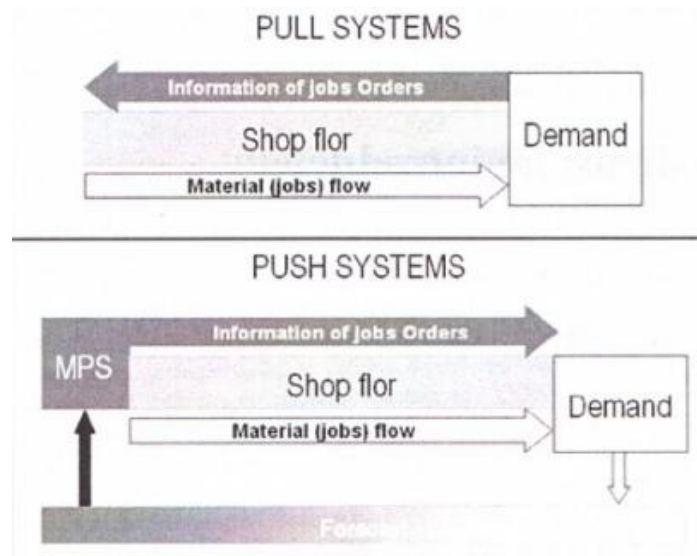 PULL SYSTEMS
Information of jobs Orders
Shop flor
Demand
Material (jobs) flow
PUSH SYSTEMS
Information of jobs Orders
MPS
Shop flor
Demand
Material (jobs) flow